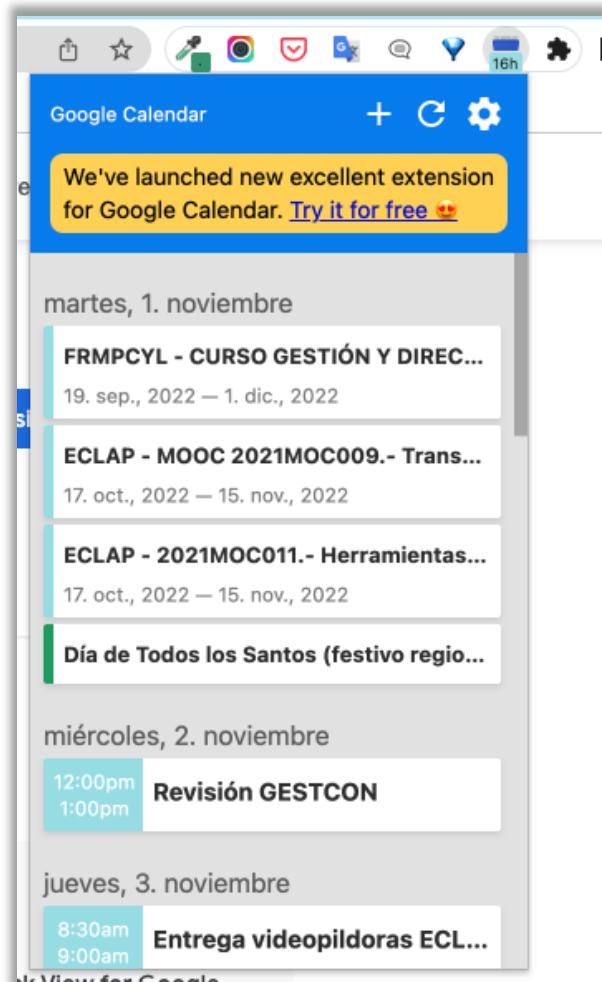 16h
Google Calendar
We've launched new excellent extension
for Google Calendar. Try it for free 😍
martes, 1. noviembre
FRMPCYL - CURSO GESTIÓN Y DIREC...
19. sep., 2022 — 1. dic., 2022
ECLAP - MOOC 2021MOC009.- Trans...
17. oct., 2022 — 15. nov., 2022
ECLAP - 2021MOC011.- Herramientas...
17. oct., 2022 — 15. nov., 2022
Día de Todos los Santos (festivo regio...
miércoles, 2. noviembre
12:00pm
1:00pm
Revisión GESTCON
jueves, 3. noviembre
8:30am
9:00am
Entrega videopildoras ECL...
View for Google